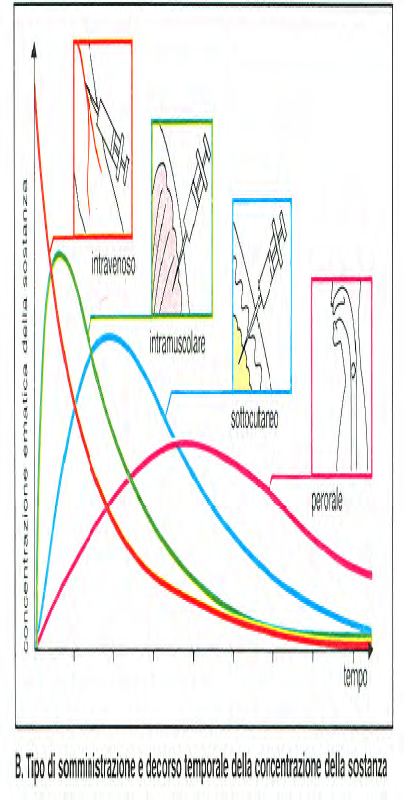 concentrazione ematica della sostanza
intravenoso
intramuscolare
sottocutaneo
perorale
tempo
B. Tipo di somministrazione e decorso temporale della concentrazione della sostanza